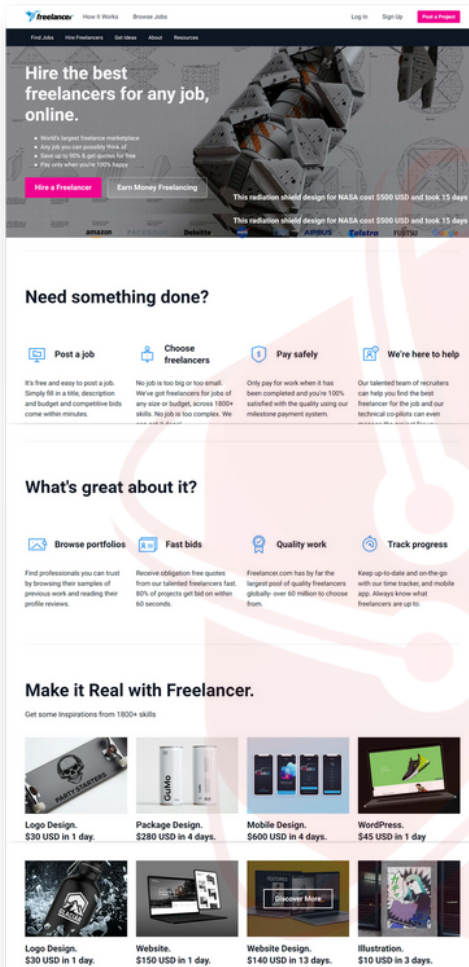 freelancer
How it Works
Browse Jobs
Log In
Sign Up
Post a Project
Find Jobs
Hire Freelancers
Get Ideas
About
Resources
Hire the best
freelancers for any job,
online.
World's largest freelance marketplace
Any job you can possibly think of
Save up to 90% & get quotes for free
Pay only when you're 100% happy
Hire a Freelancer
Earn Money Freelancing
This radiation shield design for NASA cost $500 USD and took 15 days
This radiation shield design for NASA cost $500 USD and took 15 days
amazon
FACEBOOK
Deloitte
AIRBUS
Telstra
FUJITSU
Google
Need something done?
Post a job
It's free and easy to post a job.
Simply fill in a title, description
and budget and competitive bids
come within minutes.
Choose
freelancers
No job is too big or too small.
We've got freelancers for jobs of
any size or budget, across 1800+
skills. No job is too complex. We
can get it done!
Pay safely
Only pay for work when it has
been completed and you're 100%
satisfied with the quality using our
milestone payment system.
We're here to help
Our talented team of recruiters
can help you find the best
freelancer for the job and our
technical co-pilots can even
manage the project for you.
What's great about it?
Browse portfolios
Find professionals you can trust
by browsing their samples of
previous work and reading their
profile reviews.
Fast bids
Receive obligation free quotes
from our talented freelancers fast.
80% of projects get bid on within
60 seconds.
Quality work
Freelancer.com has by far the
largest pool of quality freelancers
globally- over 60 million to choose
from.
Track progress
Keep up-to-date and on-the-go
with our time tracker, and mobile
app. Always know what
freelancers are up to.
Make it Real with Freelancer.
Get some Inspirations from 1800+ skills
PARTY STARTERS
Logo Design.
$30 USD in 1 day.
GuMo
Package Design.
$280 USD in 4 days.
Mobile Design.
$600 USD in 4 days.
WordPress.
$45 USD in 1 day
GLACIAR
Logo Design.
$30 USD in 1 day.
Website.
$150 USD in 1 day.
Discover More
Website Design.
$140 USD in 13 days.
Illustration.
$10 USD in 3 days.